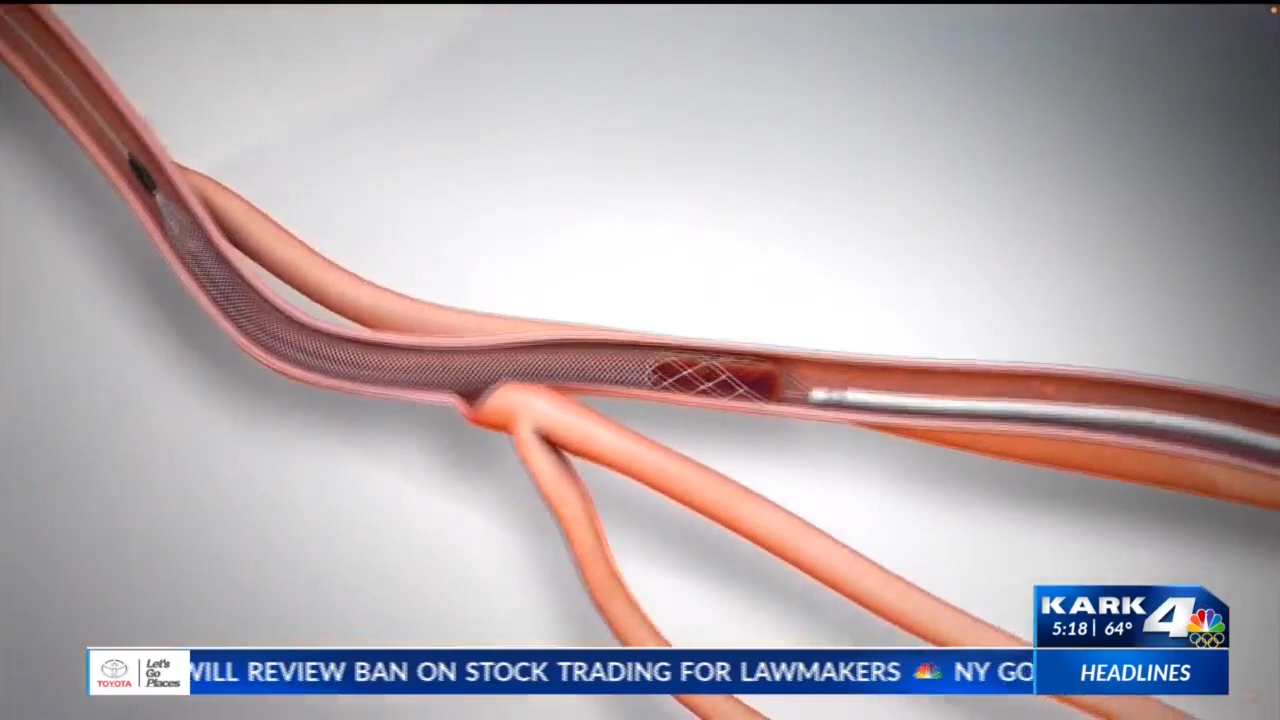 KARK 4
5:18 | 64°
TOYOTA
Let's
Go
Places
WILL REVIEW BAN ON STOCK TRADING FOR LAWMAKERS NY GO
HEADLINES